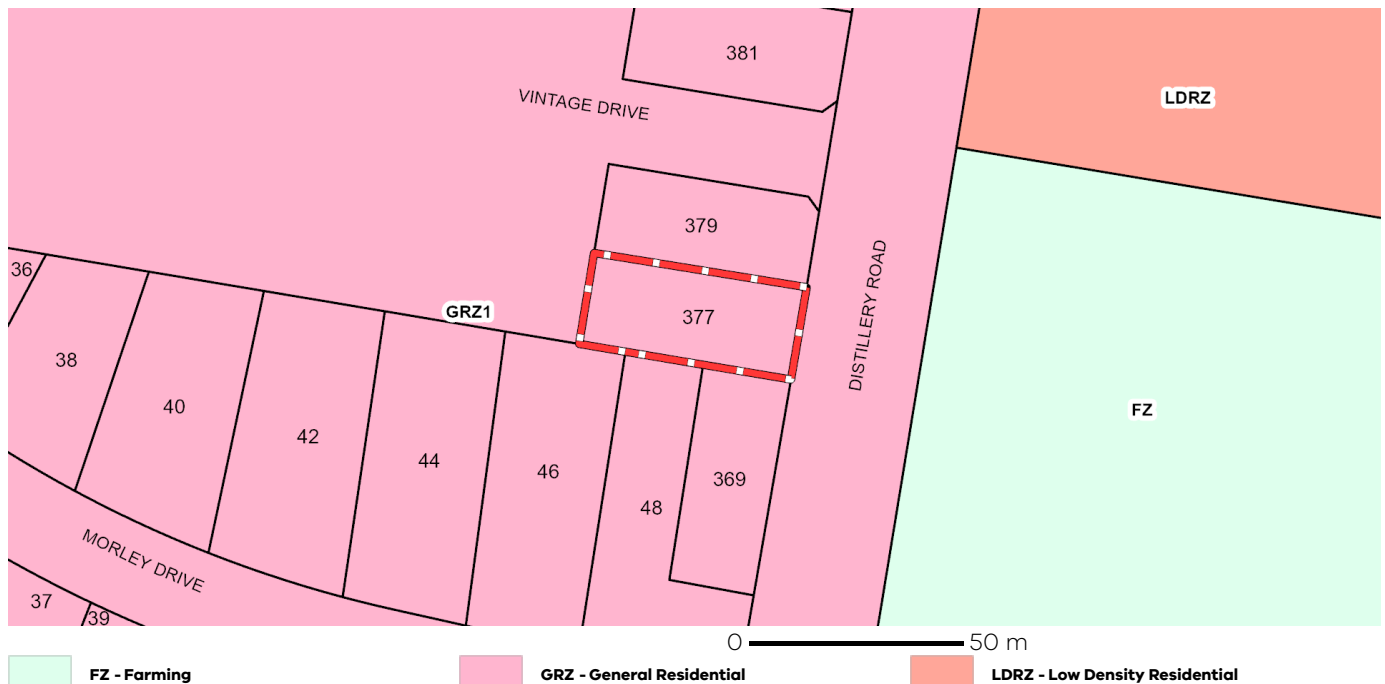 381
LDRZ
VINTAGE DRIVE
379
36
GRZ1
377
DISTILLERY ROAD
38
40
42
44
46
48
369
FZ
MORLEY DRIVE
37
39
0 50 m
FZ - Farming
GRZ - General Residential
LDRZ - Low Density Residential